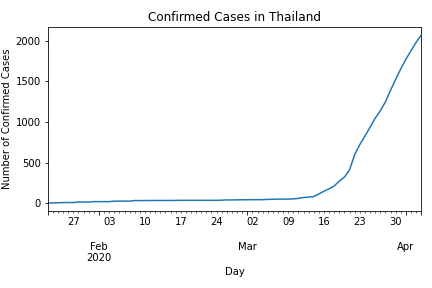 Confirmed Cases in Thailand
Number of Confirmed Cases
2000
1500
1000
500
0
27 03 10 17 24 02 09 16 23 30
Feb Mar Apr
2020
Day